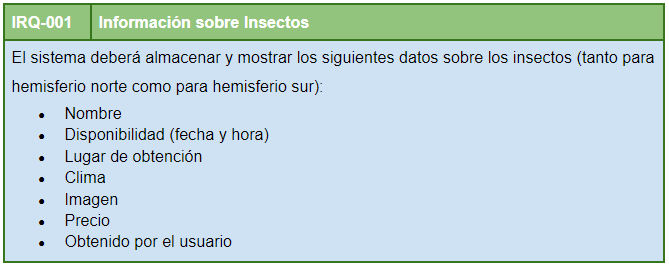 IRQ-001 Información sobre Insectos
El sistema deberá almacenar y mostrar los siguientes datos sobre los insectos (tanto para
hemisferio norte como para hemisferio sur):
● Nombre
● Disponibilidad (fecha y hora)
● Lugar de obtención
● Clima
● Imagen
● Precio
● Obtenido por el usuario